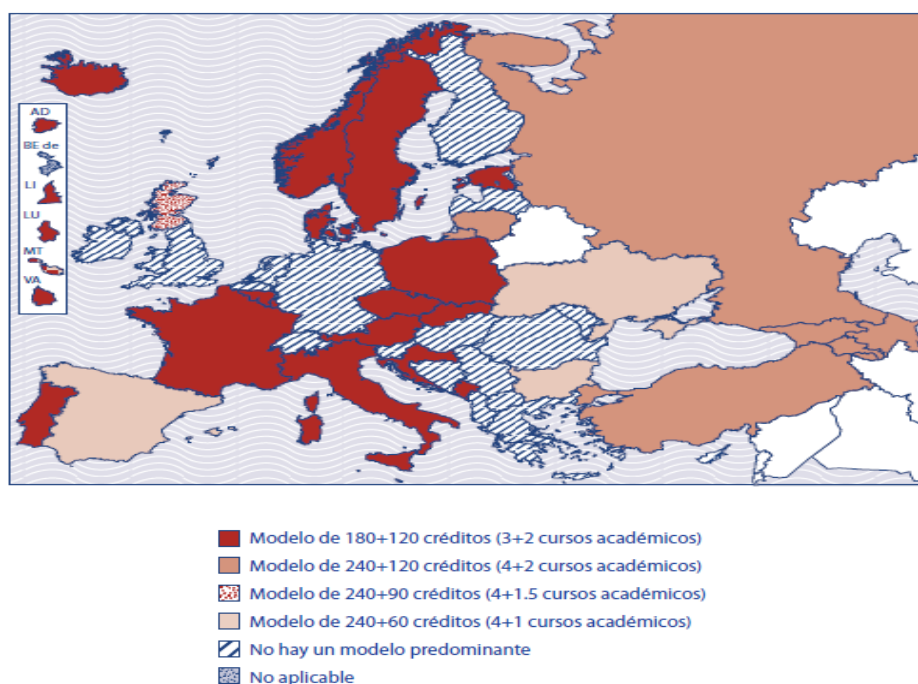 AD
BE de
LI
LU
MT
VA
Modelo de 180+120 créditos (3+2 cursos académicos)
Modelo de 240+120 créditos (4+2 cursos académicos)
Modelo de 240+90 créditos (4+1.5 cursos académicos)
Modelo de 240+60 créditos (4+1 cursos académicos)
No hay un modelo predominante
No aplicable